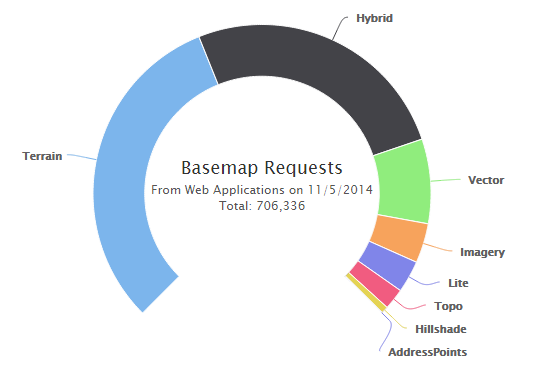 Hybrid
Terrain
Basemap Requests
From Web Applications on 11/5/2014
Total: 706,336
Vector
Imagery
Lite
Topo
Hillshade
AddressPoints